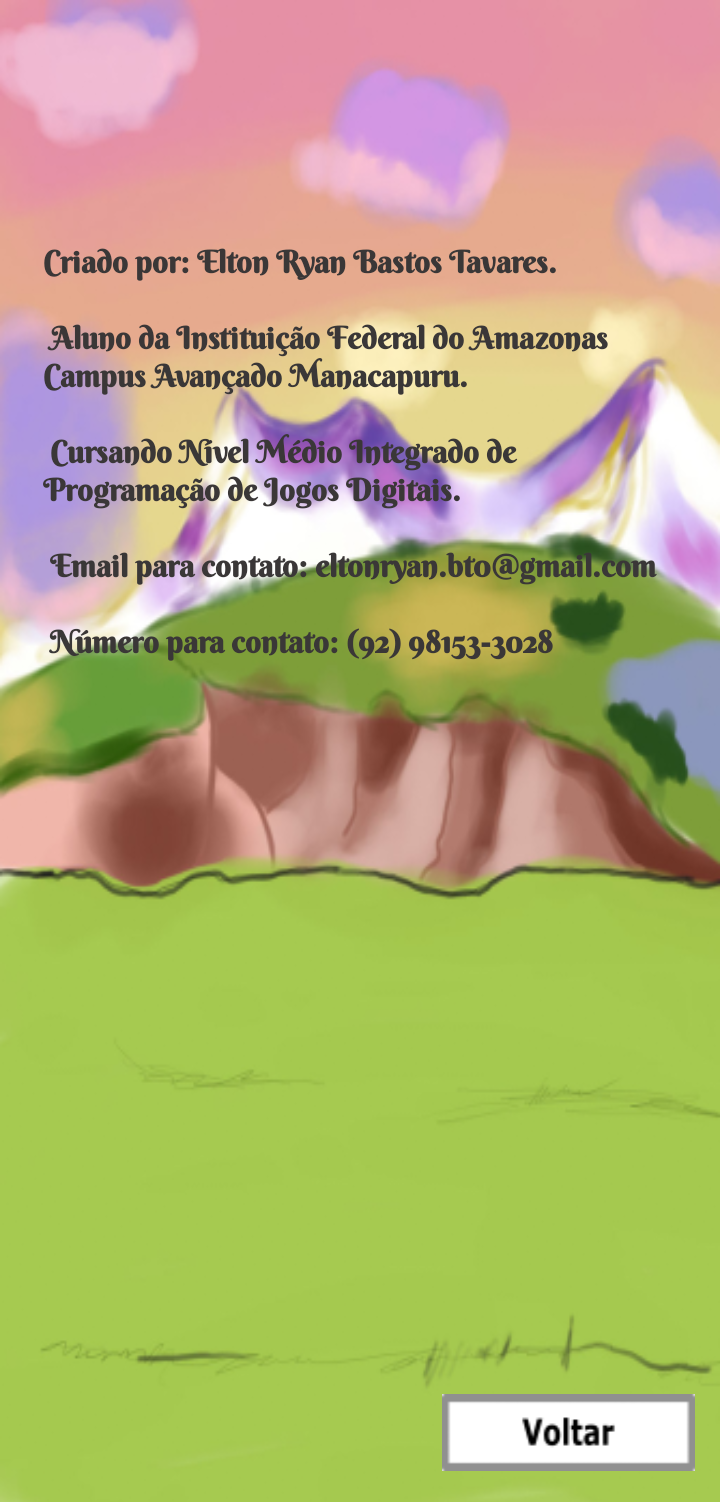 Criado por: Elton Ryan Bastos Tavares.
Aluno da Instituição Federal do Amazonas
Campus Avançado Manacapuru.
Cursando Nível Médio Integrado de
Programação de Jogos Digitais.
Email para contato: eltonryan.bto@gmail.com
Número para contato: (92) 98153-3028
Voltar